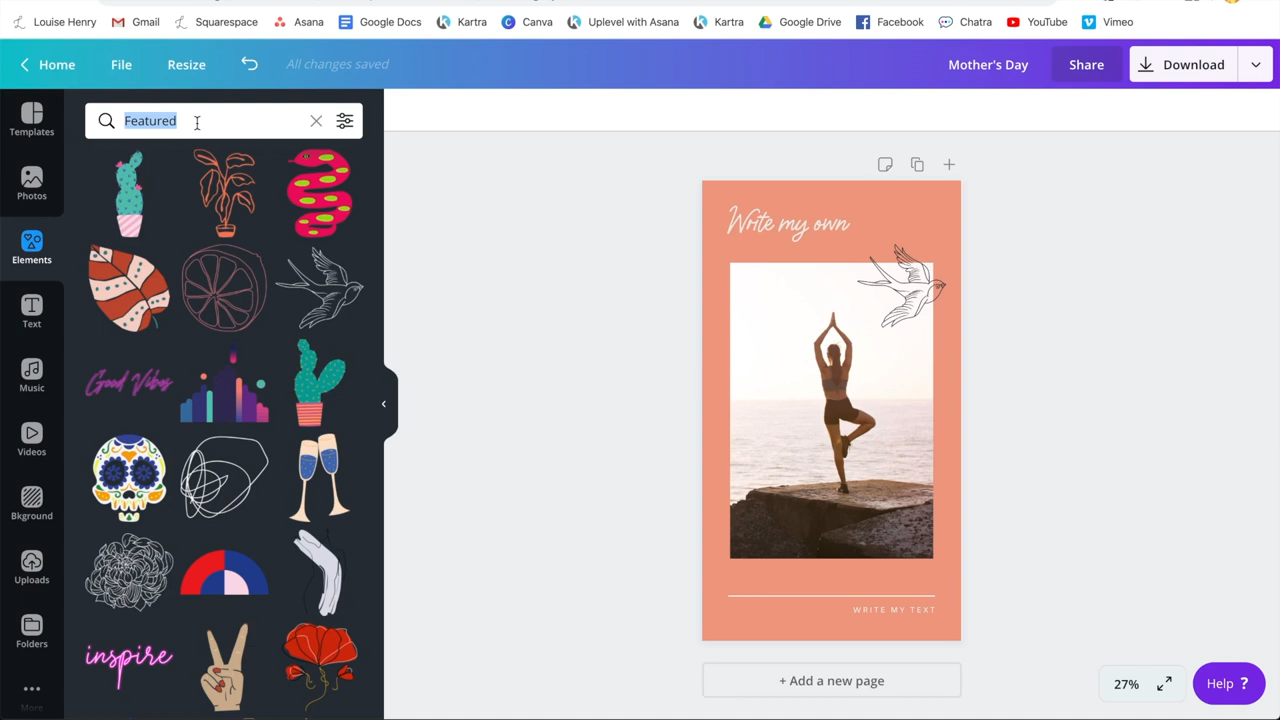 Louise Henry Gmail Squarespace Asana Google Docs Kartra Canva Uplevel with Asana Kartra Google Drive Facebook Chatra YouTube Vimeo
Home File Resize All changes saved Mother's Day Share Download
Templates
Photos
Elements
Text
Music
Videos
Bkground
Uploads
Folders
More
Featured
Good Vibes
inspire
Write my own
WRITE MY TEXT
+ Add a new page
27%
Help ?